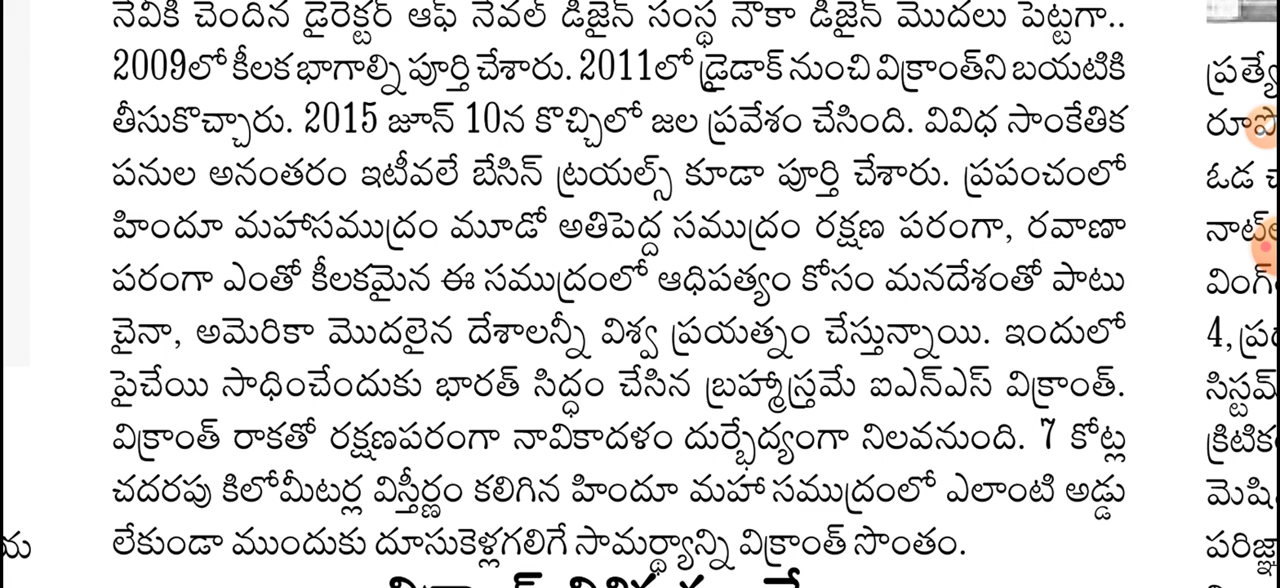 నేవీకి చెందిన డైరెక్టర్ ఆఫ్ నేవల్ డిజైన్ సంస్థ నౌకా డిజైన్ మొదలు పెట్టగా..
2009లో కీలక భాగాల్ని పూర్తి చేశారు. 2011లో డ్రైడాక్ నుంచి విక్రాంత్‌ని బయటికి
తీసుకొచ్చారు. 2015 జూన్ 10న కొచ్చిలో జల ప్రవేశం చేసింది. వివిధ సాంకేతిక
పనుల అనంతరం ఇటీవలే బేసిన్ ట్రయల్స్ కూడా పూర్తి చేశారు. ప్రపంచంలో
హిందూ మహాసముద్రం మూడో అతిపెద్ద సముద్రం రక్షణ పరంగా, రవాణా
పరంగా ఎంతో కీలకమైన ఈ సముద్రంలో ఆధిపత్యం కోసం మనదేశంతో పాటు
చైనా, అమెరికా మొదలైన దేశాలన్నీ విశ్వ ప్రయత్నం చేస్తున్నాయి. ఇందులో
పైచేయి సాధించేందుకు భారత్ సిద్ధం చేసిన బ్రహ్మాస్త్రమే ఐఎన్ఎస్ విక్రాంత్.
విక్రాంత్ రాకతో రక్షణపరంగా నావికాదళం దుర్భేద్యంగా నిలవనుంది. 7 కోట్ల
చదరపు కిలోమీటర్ల విస్తీర్ణం కలిగిన హిందూ మహా సముద్రంలో ఎలాంటి అడ్డు
లేకుండా ముందుకు దూసుకెళ్లగలిగే సామర్థ్యాన్ని విక్రాంత్ సొంతం.
ఓడ
4,